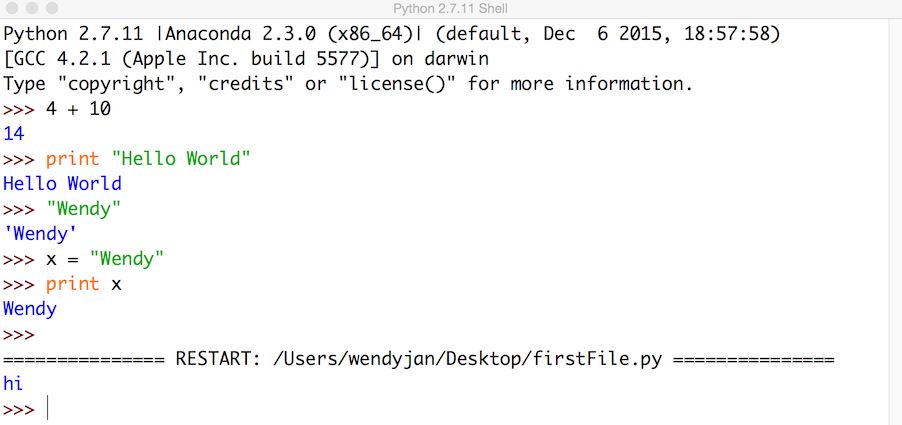 Python 2.7.11 Shell
Python 2.7.11 |Anaconda 2.3.0 (x86_64)| (default, Dec  6 2015, 18:57:58)
[GCC 4.2.1 (Apple Inc. build 5577)] on darwin
Type "copyright", "credits" or "license()" for more information.
>>> 4 + 10
14
>>> print "Hello World"
Hello World
>>> "Wendy"
'Wendy'
>>> x = "Wendy"
>>> print x
Wendy
>>>
=============== RESTART: /Users/wendyjan/Desktop/firstFile.py ===============
hi
>>>